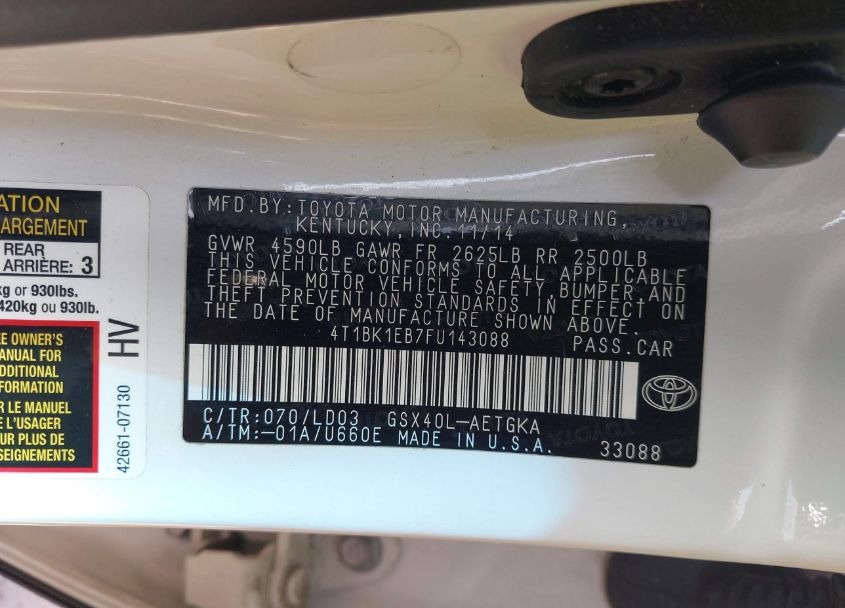 ATION
ARGEMENT
REAR
ARRIÈRE: 3
kg or 930lbs.
420kg ou 930lb.
EE OWNER'S
MANUAL FOR
ADDITIONAL
NFORMATION
R LE MANUEL
E L'USAGER
UR PLUS DE
SEIGNEMENTS
HV
42661-07130
MFD.BY:TOYOTA MOTOR MANUFACTURING,
KENTUCKY, INC. 11/14
GVWR 4590LB GAWR FR 2625LB RR 2500LB
THIS VEHICLE CONFORMS TO ALL APPLICABLE
FEDERAL MOTOR VEHICLE SAFETY, BUMPER, AND
THEFT PREVENTION STANDARDS IN EFFECT ON
THE DATE OF MANUFACTURE SHOWN ABOVE.
4T1BK1EB7FU143088 PASS.CAR
C/TR:070/LD03 GSX40L-AETGKA
A/TM:-01A/U660E MADE IN U.S.A.
33088